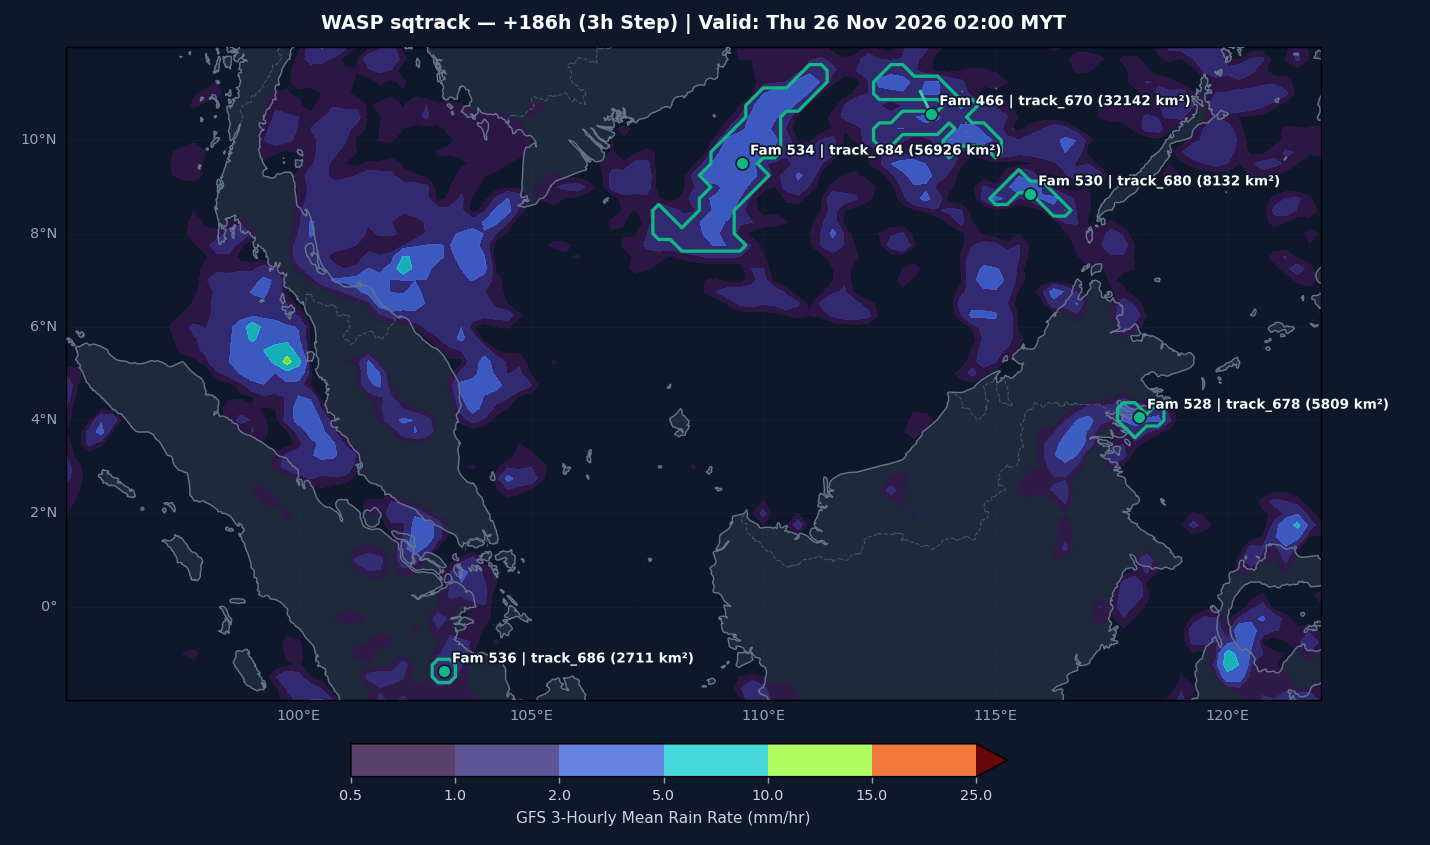 WASP sqtrack — +186h (3h Step) | Valid: Thu 26 Nov 2026 02:00 MYT
Fam 466 | track_670 (32142 km²)
10°N
Fam 534 | track_684 (56926 km²)
Fam 530 | track_680 (8132 km²)
8°N
6°N
Fam 528 | track_678 (5809 km²)
4°N
2°N
0°
Fam 536 | track_686 (2711 km²)
100°E 105°E 110°E 115°E 120°E
0.5 1.0 2.0 5.0 10.0 15.0 25.0
GFS 3-Hourly Mean Rain Rate (mm/hr)